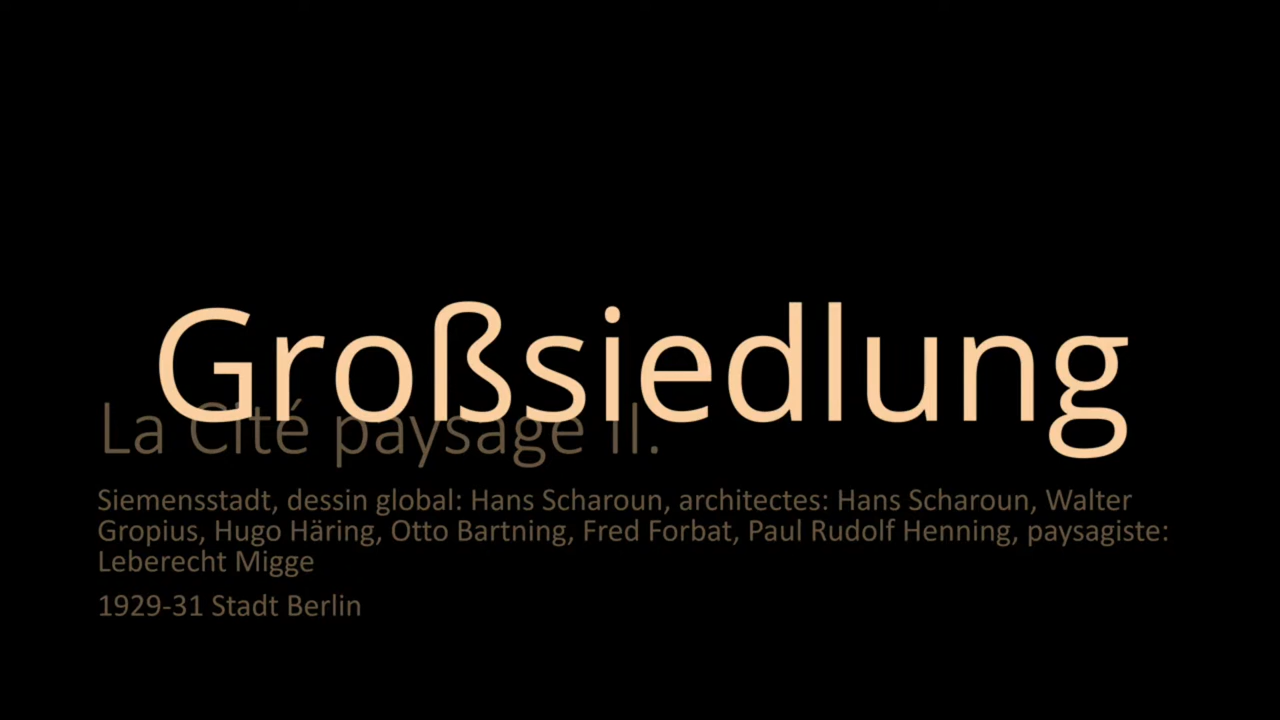 Großsiedlung
La Cité paysage II.
Siemensstadt, dessin global: Hans Scharoun, architectes: Hans Scharoun, Walter
Gropius, Hugo Häring, Otto Bartning, Fred Forbat, Paul Rudolf Henning, paysagiste:
Leberecht Migge
1929-31 Stadt Berlin